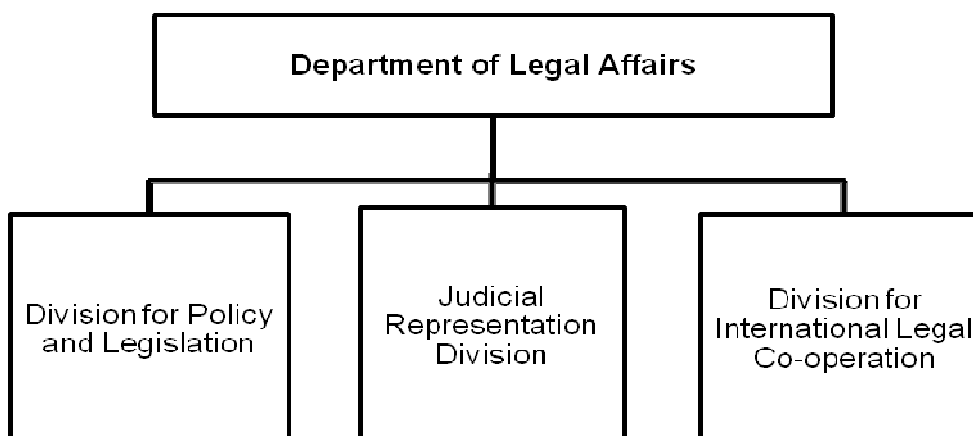 Department of Legal Affairs
Division for Policy
and Legislation
Judicial
Representation
Division
Division for
International Legal
Co-operation